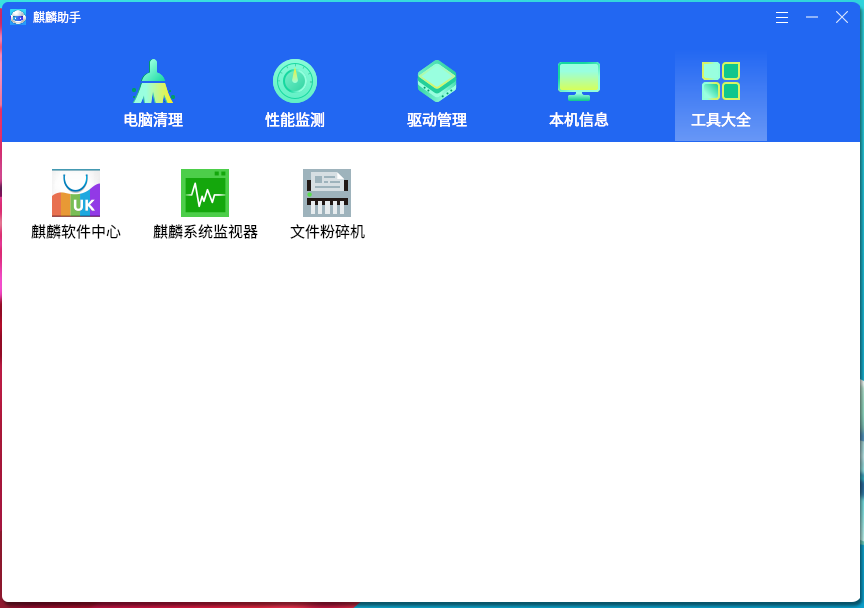 麒麟助手
电脑清理
性能监测
驱动管理
本机信息
工具大全
UK
麒麟软件中心
麒麟系统监视器
文件粉碎机